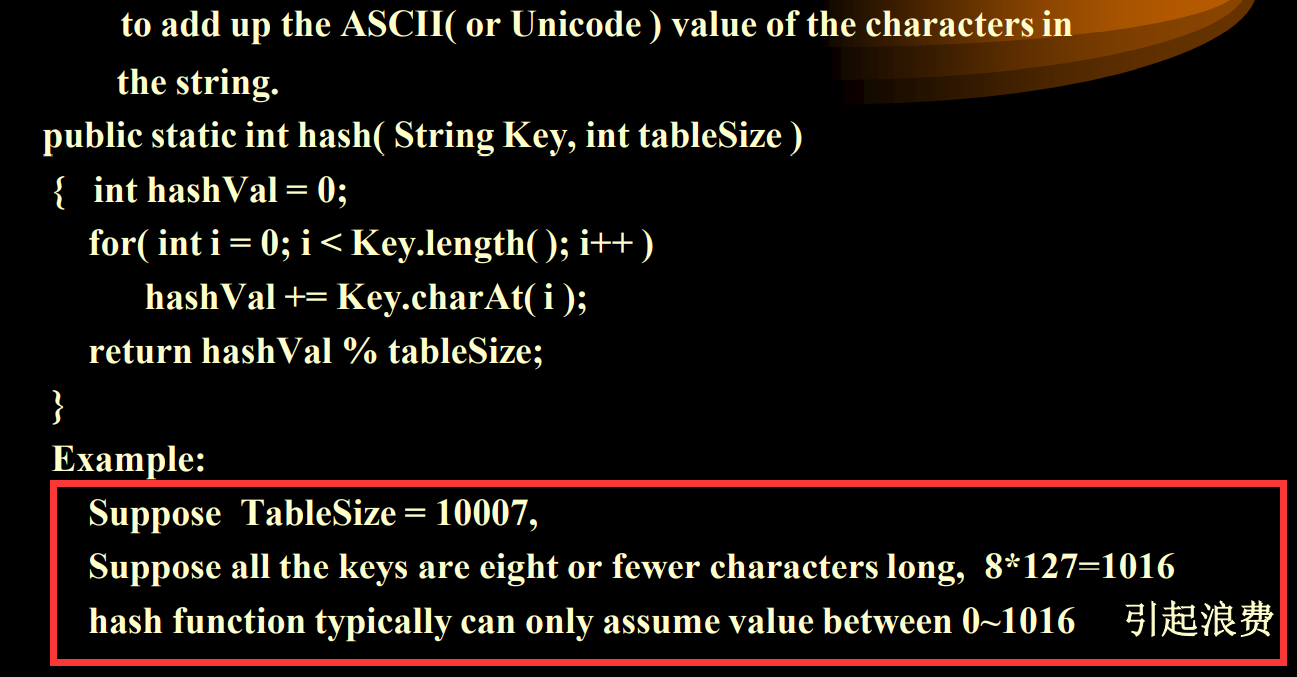 to add up the ASCII( or Unicode ) value of the characters in
the string.
public static int hash( String Key, int tableSize )
{ int hashVal = 0;
for( int i = 0; i < Key.length( ); i++ )
hashVal += Key.charAt( i );
return hashVal % tableSize;
}
Example:
Suppose TableSize = 10007,
Suppose all the keys are eight or fewer characters long, 8*127=1016
hash function typically can only assume value between 0~1016 引起浪费